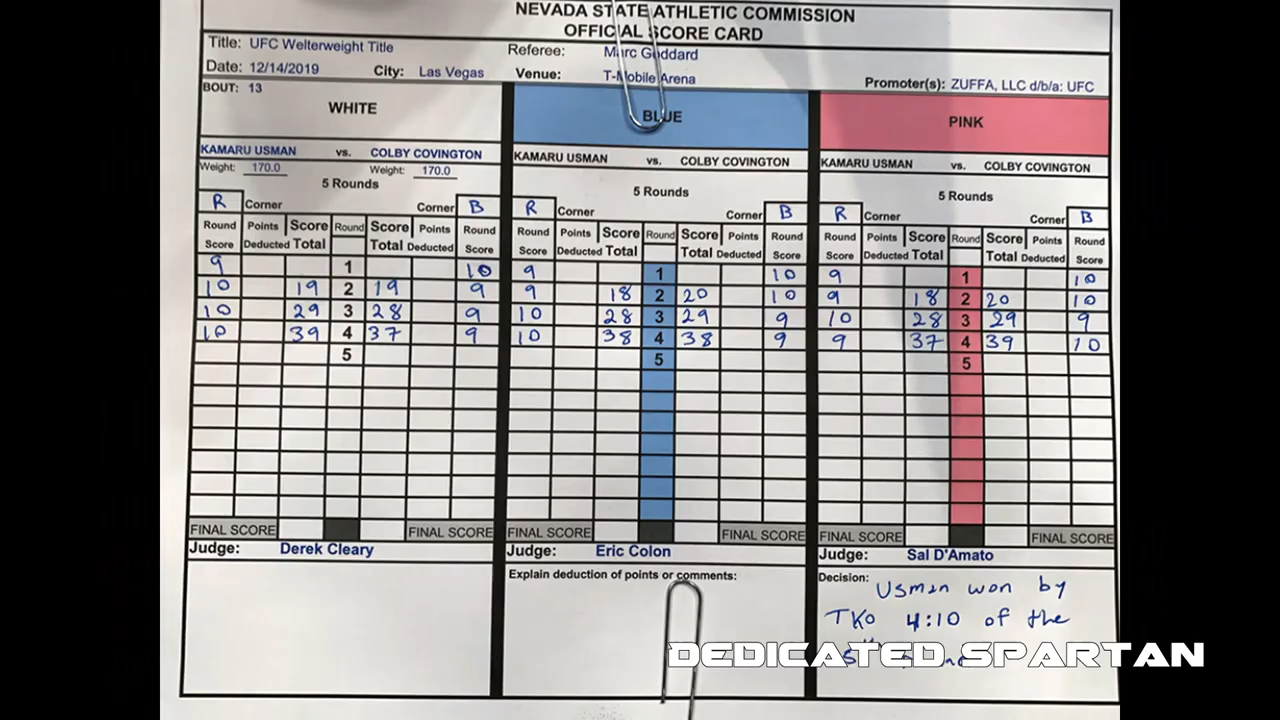 NEVADA STATE ATHLETIC COMMISSION
OFFICIAL SCORE CARD
Title: UFC Welterweight Title Referee: Marc Goddard
Date: 12/14/2019 City: Las Vegas Venue: T-Mobile Arena Promoter(s): ZUFFA, LLC d/b/a: UFC
BOUT: 13
WHITE BLUE PINK
KAMARU USMAN vs. COLBY COVINGTON KAMARU USMAN vs. COLBY COVINGTON KAMARU USMAN vs. COLBY COVINGTON
Weight: 170.0 Weight: 170.0
5 Rounds 5 Rounds 5 Rounds
R Corner Corner B R Corner Corner B R Corner Corner B
Round Points Score Round Score Points Round Round Points Score Round Score Points Round Round Points Score Round Score Points Round
Score Deducted Total Total Deducted Score Score Deducted Total Total Deducted Score Score Deducted Total Total Deducted Score
9 1 10 9 1 10 9 1 10
10 19 2 19 9 9 18 2 20 10 9 18 2 20 10
10 29 3 28 9 10 28 3 29 9 10 28 3 29 9
10 39 4 37 9 10 38 4 38 9 9 37 4 39 10
5 5 5
FINAL SCORE FINAL SCORE FINAL SCORE FINAL SCORE FINAL SCORE FINAL SCORE
Judge: Derek Cleary Judge: Eric Colon Judge: Sal D'Amato
Explain deduction of points or comments: Decision: Usman won by
TKO 4:10 of the
DEDICATED SPARTAN